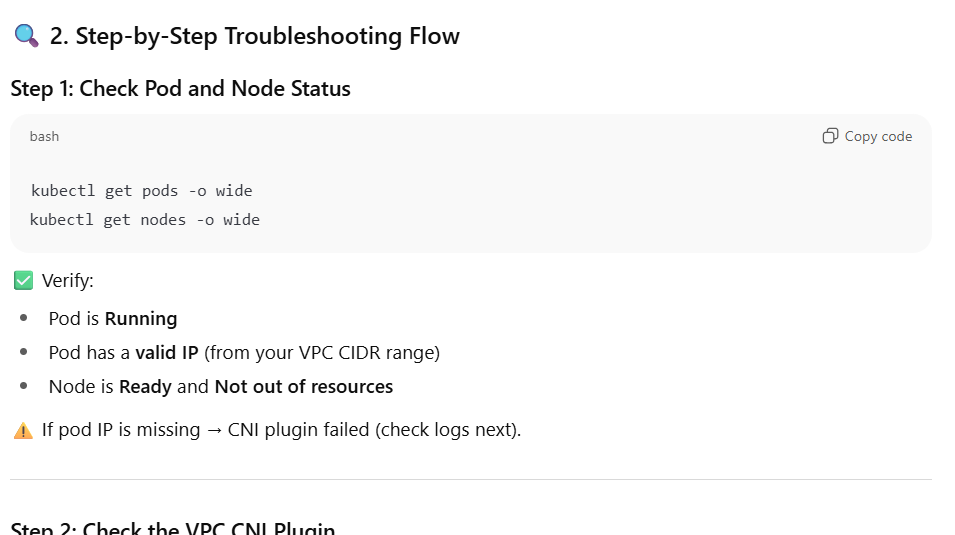 🔍 2. Step-by-Step Troubleshooting Flow
Step 1: Check Pod and Node Status
bash
Copy code
kubectl get pods -o wide
kubectl get nodes -o wide
✅ Verify:
• Pod is Running
• Pod has a valid IP (from your VPC CIDR range)
• Node is Ready and Not out of resources
⚠️ If pod IP is missing → CNI plugin failed (check logs next).
Step 2: Check the VPC CNI Plugin